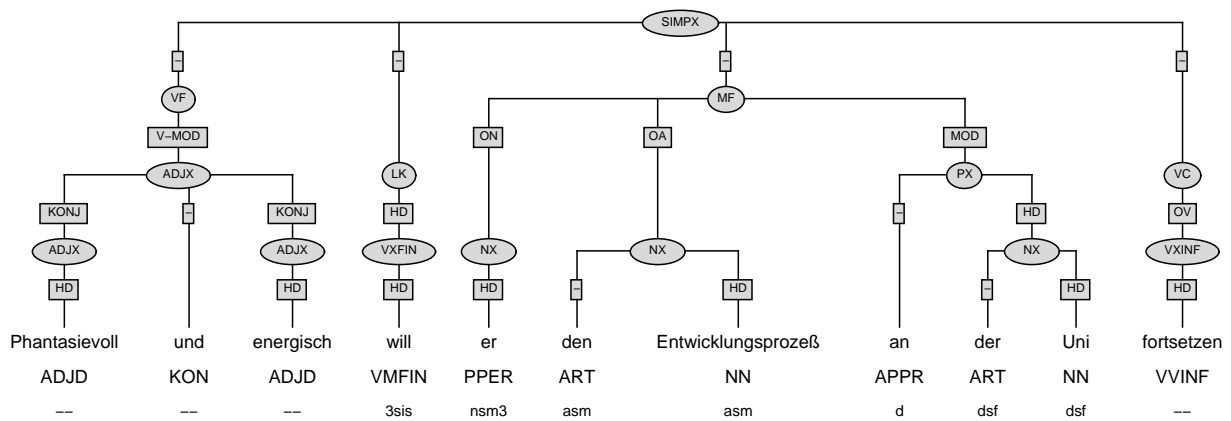 SIMPX
– – – –
VF MF
V–MOD ON OA MOD
ADJX LK PX VC
KONJ – KONJ HD – HD OV
ADJX ADJX VXFIN NX NX NX VXINF
HD HD HD HD – HD – HD HD
Phantasievoll und energisch will er den Entwicklungsprozeß an der Uni fortsetzen
ADJD KON ADJD VMFIN PPER ART NN APPR ART NN VVINF
–– –– –– 3sis nsm3 asm asm d dsf dsf ––